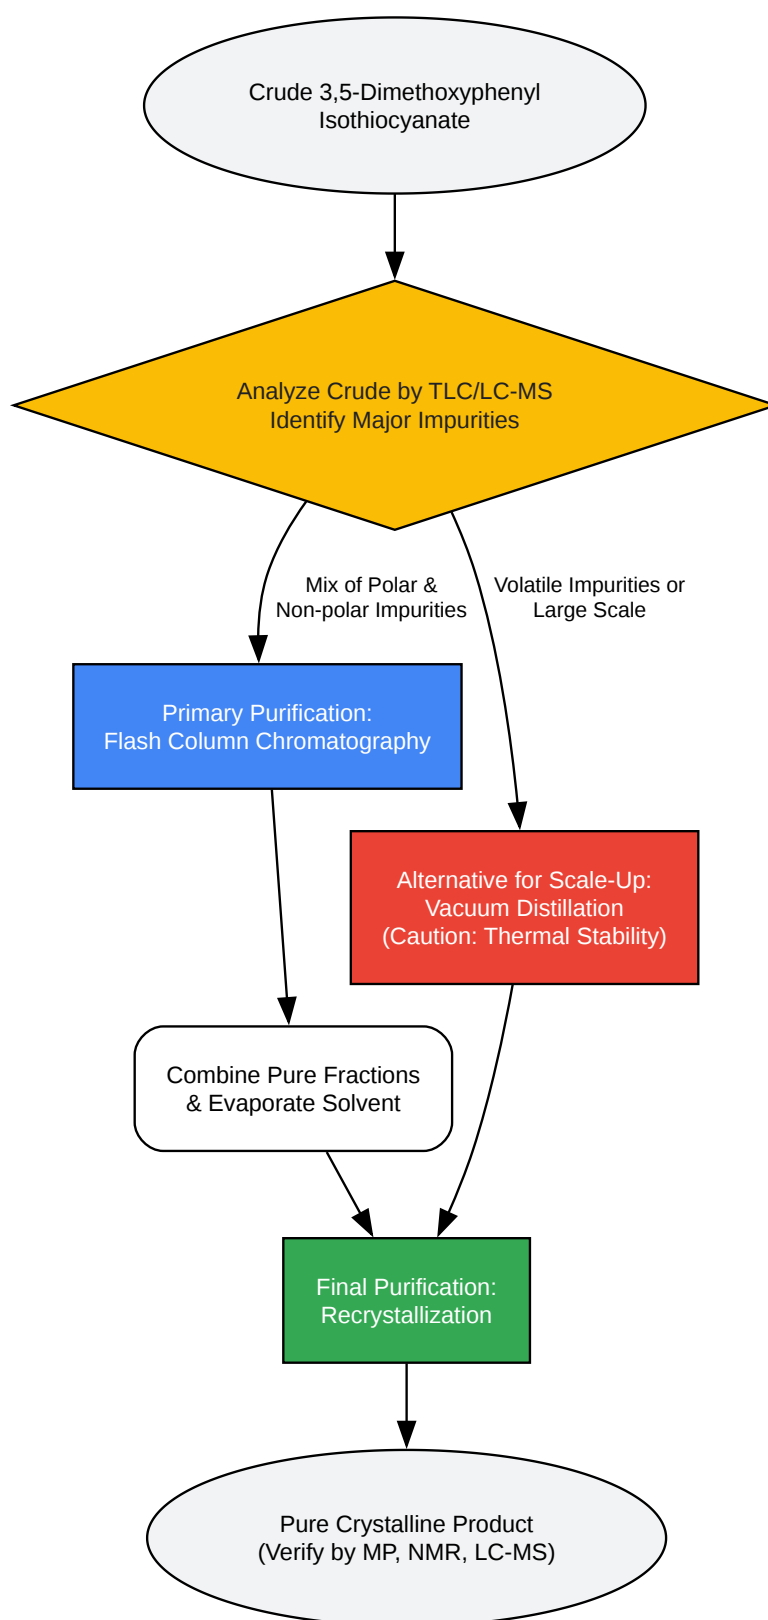 Crude 3,5-Dimethoxyphenyl
Isothiocyanate
Analyze Crude by TLC/LC-MS
Identify Major Impurities
Mix of Polar &
Non-polar Impurities
Volatile Impurities or
Large Scale
Primary Purification:
Flash Column Chromatography
Alternative for Scale-Up:
Vacuum Distillation
(Caution: Thermal Stability)
Combine Pure Fractions
& Evaporate Solvent
Final Purification:
Recrystallization
Pure Crystalline Product
(Verify by MP, NMR, LC-MS)